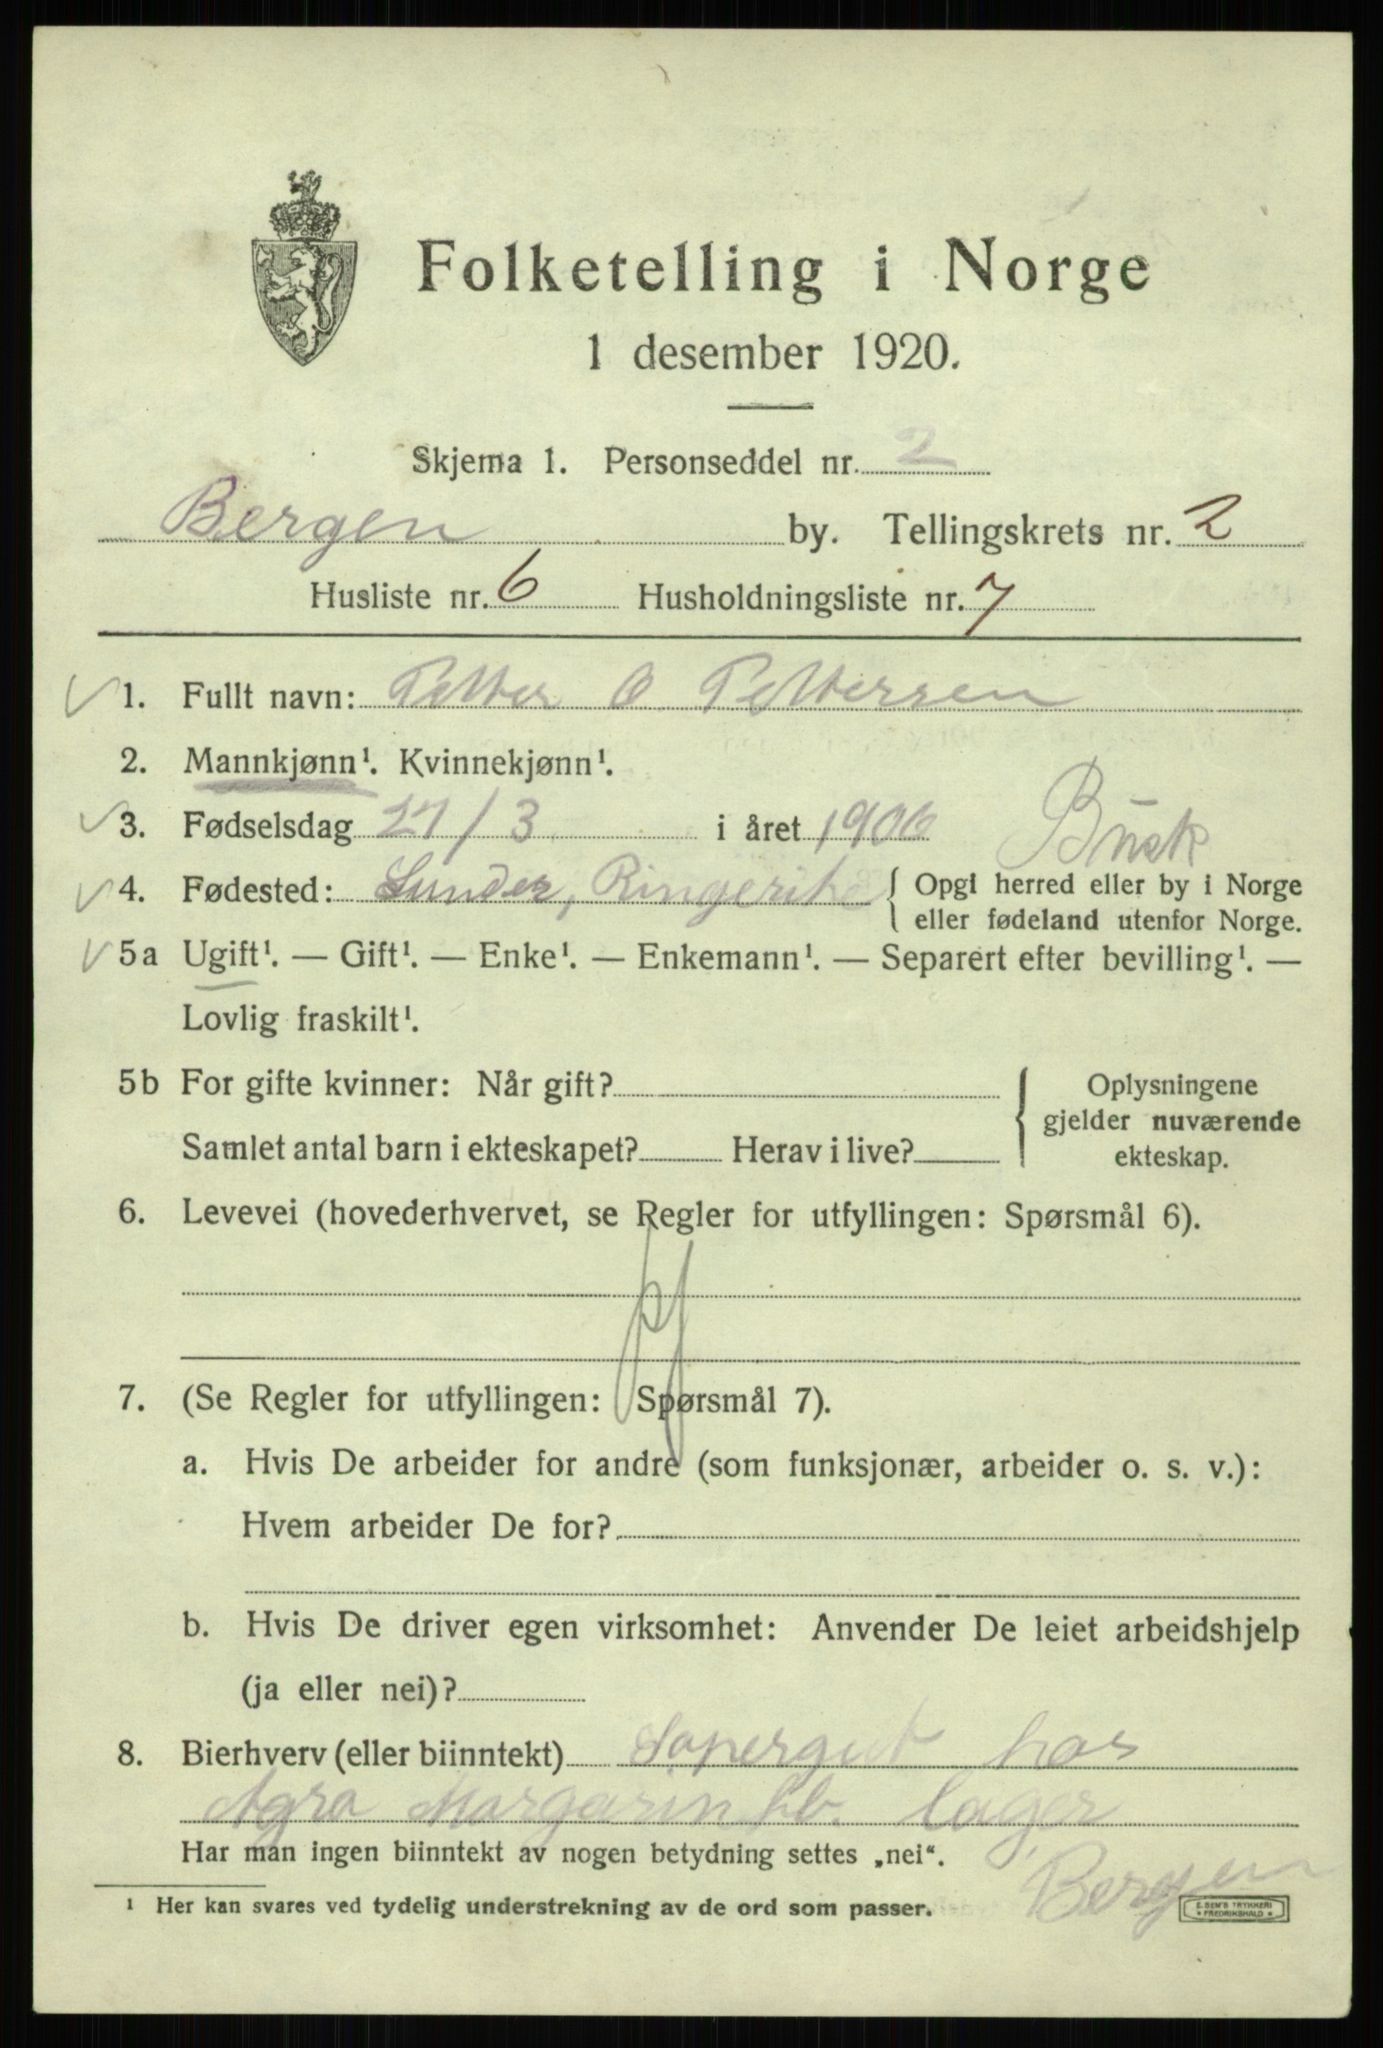 Folketelling i Norge
1 desember 1920.
Skjema 1. Personseddel nr. 2
Bergen by. Tellingskrets nr. 2
Husliste nr. 6 Husholdningsliste nr. 7
1. Fullt navn: Petter O Pettersen
2. Mannkjønn¹. Kvinnekjønn¹.
Busk
3. Fødselsdag 27/3 i året 1906
4. Fødested: Lunder, Ringerike { Opgi herred eller by i Norge
eller fødeland utenfor Norge.
5a Ugift¹. — Gift¹. — Enke¹. — Enkemann¹. — Separert efter bevilling¹. —
Lovlig fraskilt¹.
5b For gifte kvinner: Når gift? { Oplysningene
gjelder nuværende
Samlet antal barn i ekteskapet? Herav i live?
ekteskap.
6. Levevei (hovederhvervet, se Regler for utfyllingen: Spørsmål 6).
7. (Se Regler for utfyllingen: Spørsmål 7).
a. Hvis De arbeider for andre (som funksjonær, arbeider o. s. v.):
Hvem arbeider De for?
b. Hvis De driver egen virksomhet: Anvender De leiet arbeidshjelp
(ja eller nei)?
8. Bierhverv (eller biinntekt) hos
Agra Margarin fb. lager
Har man ingen biinntekt av nogen betydning settes „nei“.
Bergen
¹ Her kan svares ved tydelig understrekning av de ord som passer.
E. SEM'S TRYKKERI
* FREDRIKSHALD *